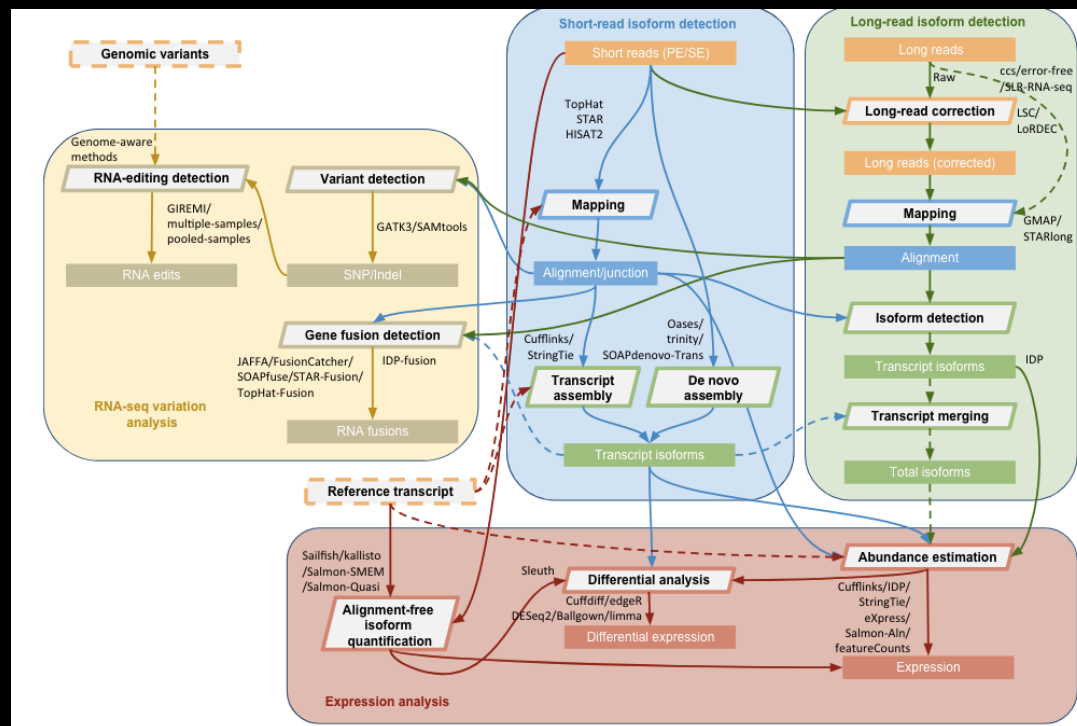 Short-read isoform detection
Long-read isoform detection
Genomic variants
Short reads (PE/SE)
Long reads
Raw
ccs/error-free
/SLR-RNA-seq
TopHat
STAR
HISAT2
Long-read correction
LSC/
LoRDEC
Genome-aware
methods
RNA-editing detection
Variant detection
Long reads (corrected)
Mapping
Mapping
GIREMI/
multiple-samples/
pooled-samples
GATK3/SAMtools
GMAP/
STARlong
RNA edits
SNP/Indel
Alignment/junction
Alignment
Gene fusion detection
Isoform detection
Cufflinks/
StringTie
Oases/
trinity/
SOAPdenovo-Trans
JAFFA/FusionCatcher/
SOAPfuse/STAR-Fusion/
TopHat-Fusion
IDP-fusion
Transcript isoforms
IDP
Transcript
assembly
De novo
assembly
RNA-seq variation
analysis
RNA fusions
Transcript merging
Transcript isoforms
Total isoforms
Reference transcript
Sailfish/kallisto
/Salmon-SMEM
/Salmon-Quasi
Sleuth
Differential analysis
Abundance estimation
Alignment-free
isoform
quantification
Cuffdiff/edgeR
DESeq2/Ballgown/limma
Cufflinks/IDP/
StringTie/
eXpress/
Salmon-Aln/
featureCounts
Differential expression
Expression
Expression analysis